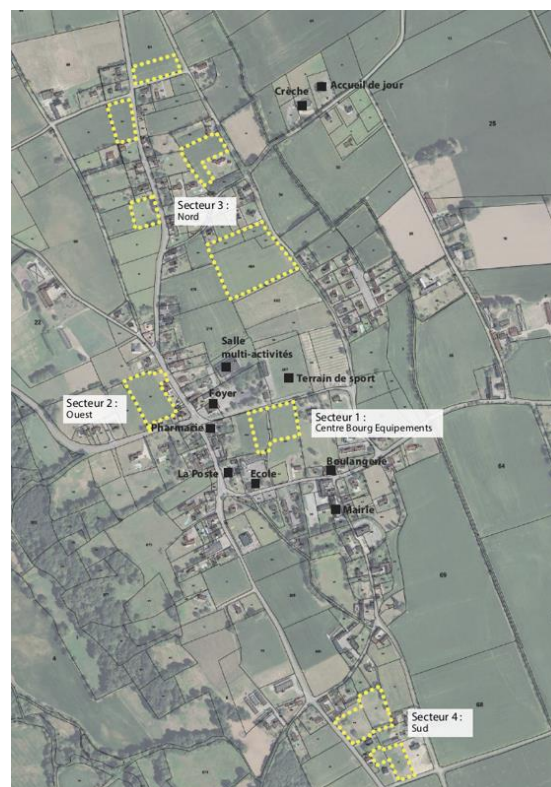 Crèche
Accueil de jour
Secteur 3 :
Nord
Salle
multi-activités
Terrain de sport
Secteur 2 :
Ouest
Foyer
Secteur 1 :
Centre Bourg Equipements
Pharmacie
La Poste
Ecole
Boulangerie
Mairie
Secteur 4 :
Sud